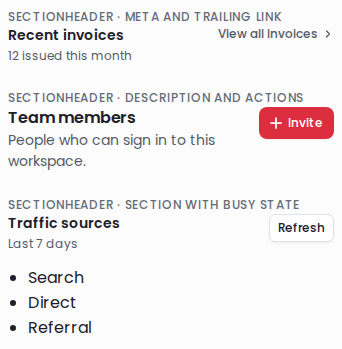 SECTIONHEADER · META AND TRAILING LINK
Recent invoices
View all invoices
12 issued this month
SECTIONHEADER · DESCRIPTION AND ACTIONS
Team members
Invite
People who can sign in to this
workspace.
SECTIONHEADER · SECTION WITH BUSY STATE
Traffic sources
Refresh
Last 7 days
• Search
• Direct
• Referral